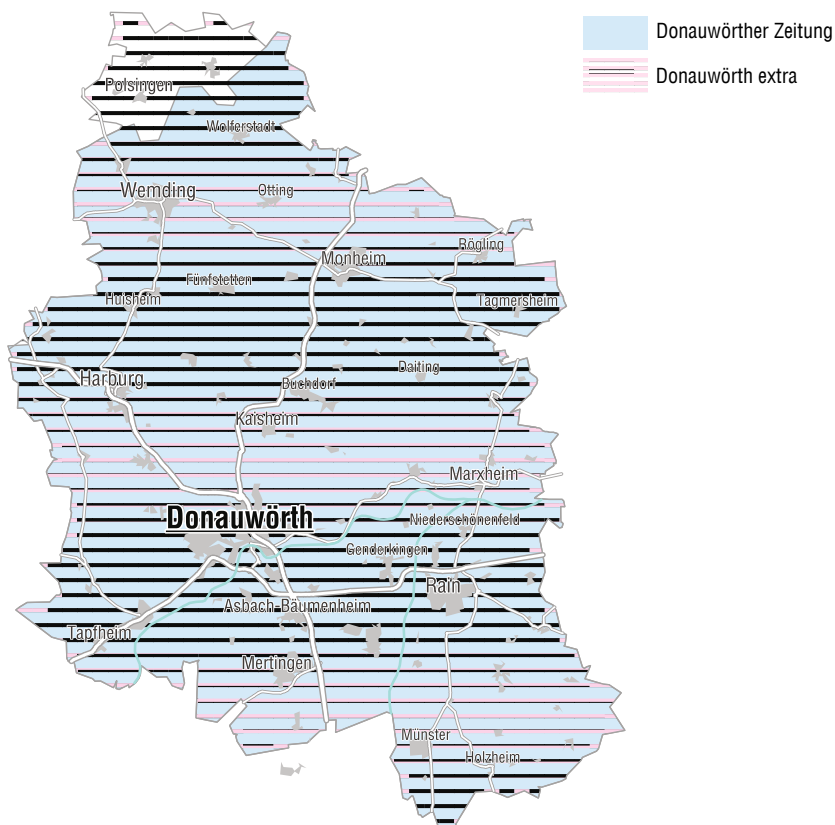 Donauwörther Zeitung
Donauwörth extra
Polsingen
Wolferstadt
Wemding
Otting
Rögling
Monheim
Fünfstetten
Huisheim
Tagmersheim
Daiting
Harburg
Buchdorf
Kaisheim
Marxheim
Donauwörth
Niederschönenfeld
Genderkingen
Rain
Asbach-Bäumenheim
Tapfheim
Mertingen
Münster
Holzheim